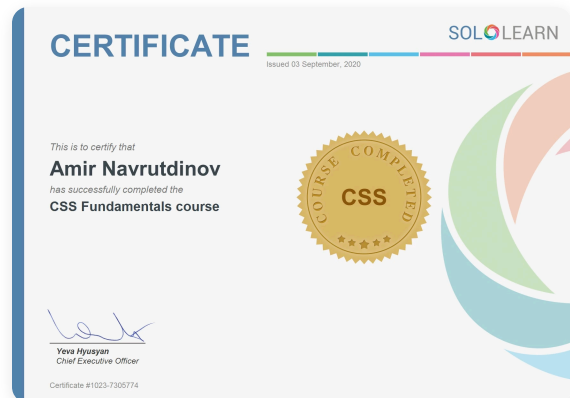 CERTIFICATE
SOLOLEARN
Issued 03 September, 2020
This is to certify that
Amir Navrutdinov
has successfully completed the
CSS Fundamentals course
COURSE COMPLETED
CSS
Yeva Hyusyan
Chief Executive Officer
Certificate #1023-7305774